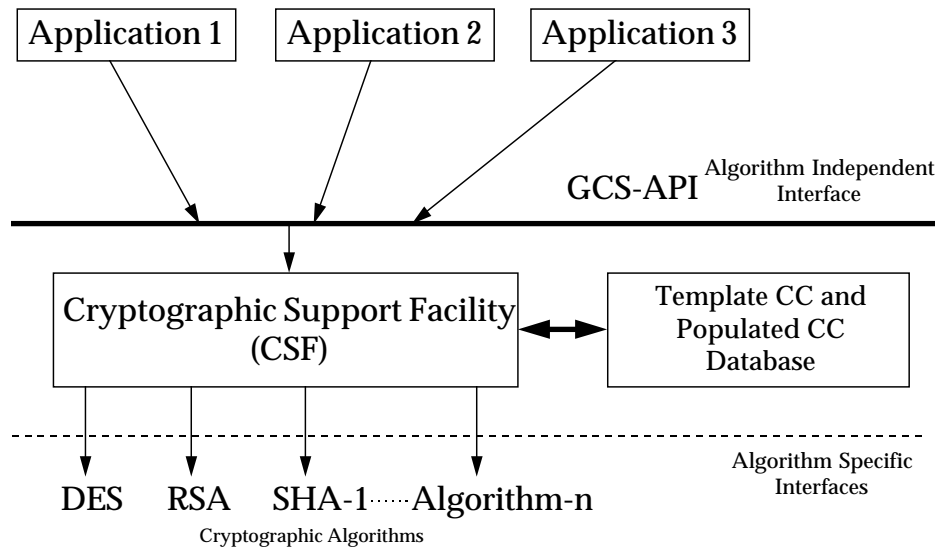 Application 1
Application 2
Application 3
GCS-API
Algorithm Independent
Interface
Cryptographic Support Facility
(CSF)
Template CC and
Populated CC
Database
Algorithm Specific
Interfaces
DES
RSA
SHA-1
Algorithm-n
Cryptographic Algorithms